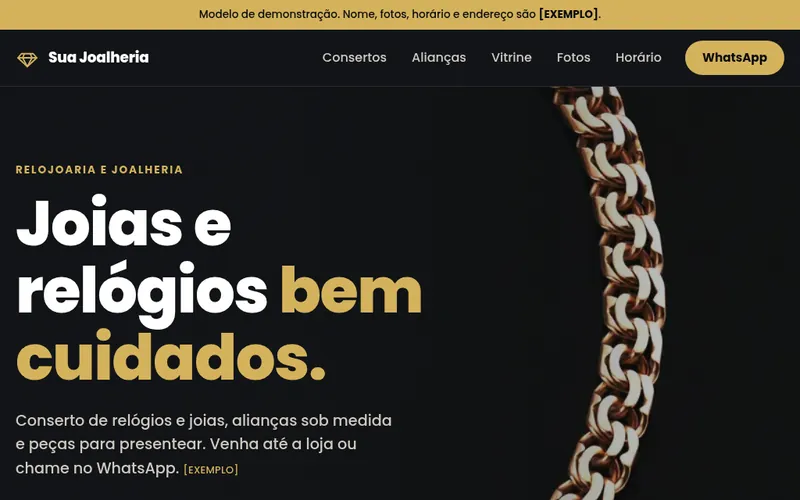 Modelo de demonstração. Nome, fotos, horário e endereço são [EXEMPLO].
Sua Joalheria
Consertos
Alianças
Vitrine
Fotos
Horário
WhatsApp
RELOJOARIA E JOALHERIA
Joias e
relógios bem
cuidados.
Conserto de relógios e joias, alianças sob medida
e peças para presentear. Venha até a loja ou
chame no WhatsApp. [EXEMPLO]